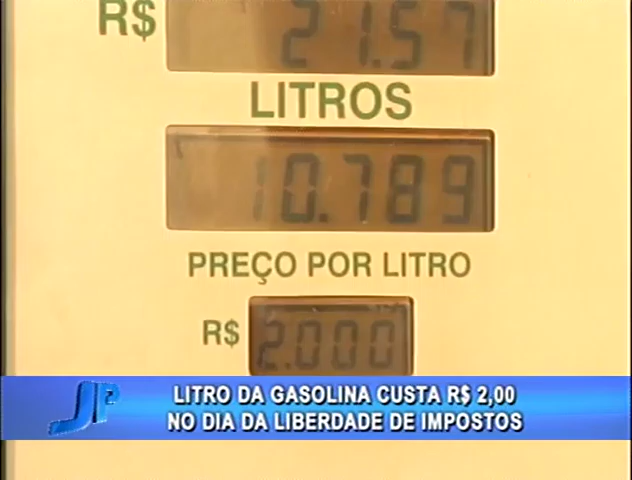 R$ 21.57
LITROS
10.789
PREÇO POR LITRO
R$ 2.000
JP
LITRO DA GASOLINA CUSTA R$ 2,00
NO DIA DA LIBERDADE DE IMPOSTOS